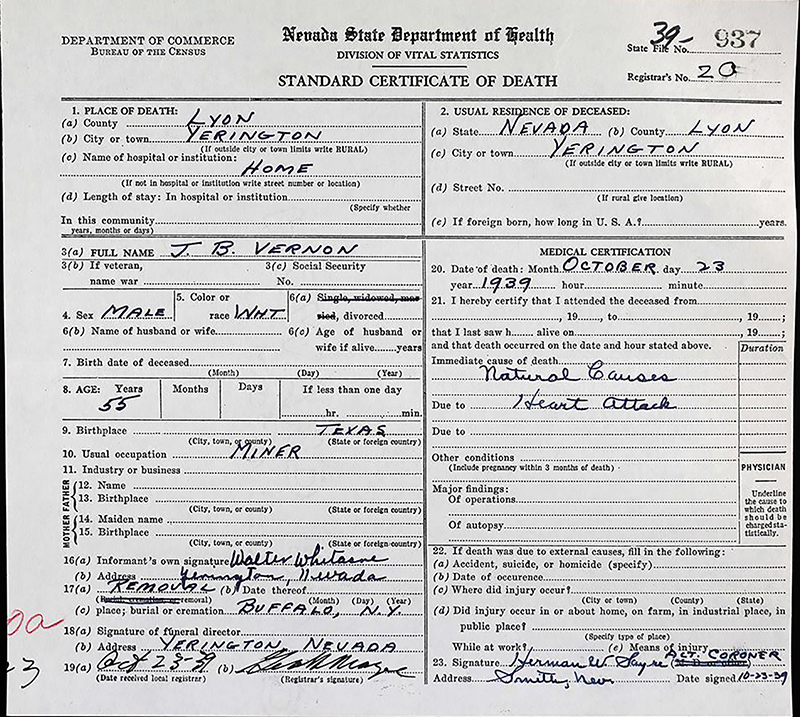 DEPARTMENT OF COMMERCE
BUREAU OF THE CENSUS
Nevada State Department of Health
DIVISION OF VITAL STATISTICS
STANDARD CERTIFICATE OF DEATH
State File No. 39- 937
Registrar's No. 20
1. PLACE OF DEATH:
(a) County LYON
(b) City or town YERINGTON
(If outside city or town limits write RURAL)
(c) Name of hospital or institution:
HOME
(If not in hospital or institution write street number or location)
(d) Length of stay: In hospital or institution
(Specify whether
In this community
years, months or days)
2. USUAL RESIDENCE OF DECEASED:
(a) State NEVADA (b) County LYON
(c) City or town YERINGTON
(If outside city or town limits write RURAL)
(d) Street No.
(If rural give location)
(e) If foreign born, how long in U. S. A.? years.
3(a) FULL NAME J. B. VERNON
3(b) If veteran, name war
3(c) Social Security No.
4. Sex MALE
5. Color or race WHT
6(a) Single, widowed, married, divorced
6(b) Name of husband or wife
6(c) Age of husband or wife if alive years
7. Birth date of deceased
(Month) (Day) (Year)
8. AGE: Years Months Days If less than one day
55 hr. min.
9. Birthplace TEXAS
(City, town, or county) (State or foreign country)
10. Usual occupation MINER
11. Industry or business
FATHER
12. Name
13. Birthplace
(City, town, or county) (State or foreign country)
MOTHER
14. Maiden name
15. Birthplace
(City, town, or county) (State or foreign country)
16(a) Informant's own signature Walter
(b) Address Yerington, Nevada
17(a) REMOVAL (b) Date thereof
removal) (Month) (Day) (Year)
(c) place; burial or cremation BUFFALO, N.Y.
18(a) Signature of funeral director
(b) Address YERINGTON NEVADA
19(a) Oct 23-39 (b)
(Date received local registrar) (Registrar's signature)
MEDICAL CERTIFICATION
20. Date of death: Month OCTOBER day 23
year 1939 hour minute
21. I hereby certify that I attended the deceased from
, 19 , to , 19 ;
that I last saw h alive on , 19 ;
and that death occurred on the date and hour stated above.
Duration
Immediate cause of death
Natural Causes
Due to Heart Attack
Due to
Other conditions
(Include pregnancy within 3 months of death)
Major findings:
Of operations
Of autopsy
PHYSICIAN
Underline
the cause
to which
death
should be
charged sta-
tistically.
22. If death was due to external causes, fill in the following:
(a) Accident, suicide, or homicide (specify)
(b) Date of occurence
(c) Where did injury occur?
(City or town) (County) (State)
(d) Did injury occur in or about home, on farm, in industrial place, in
public place?
(Specify type of place)
While at work? (e) Means of injury
23. Signature Herman W Sayre ACT. CORONER
Address Smith, Nev Date signed 10-23-39